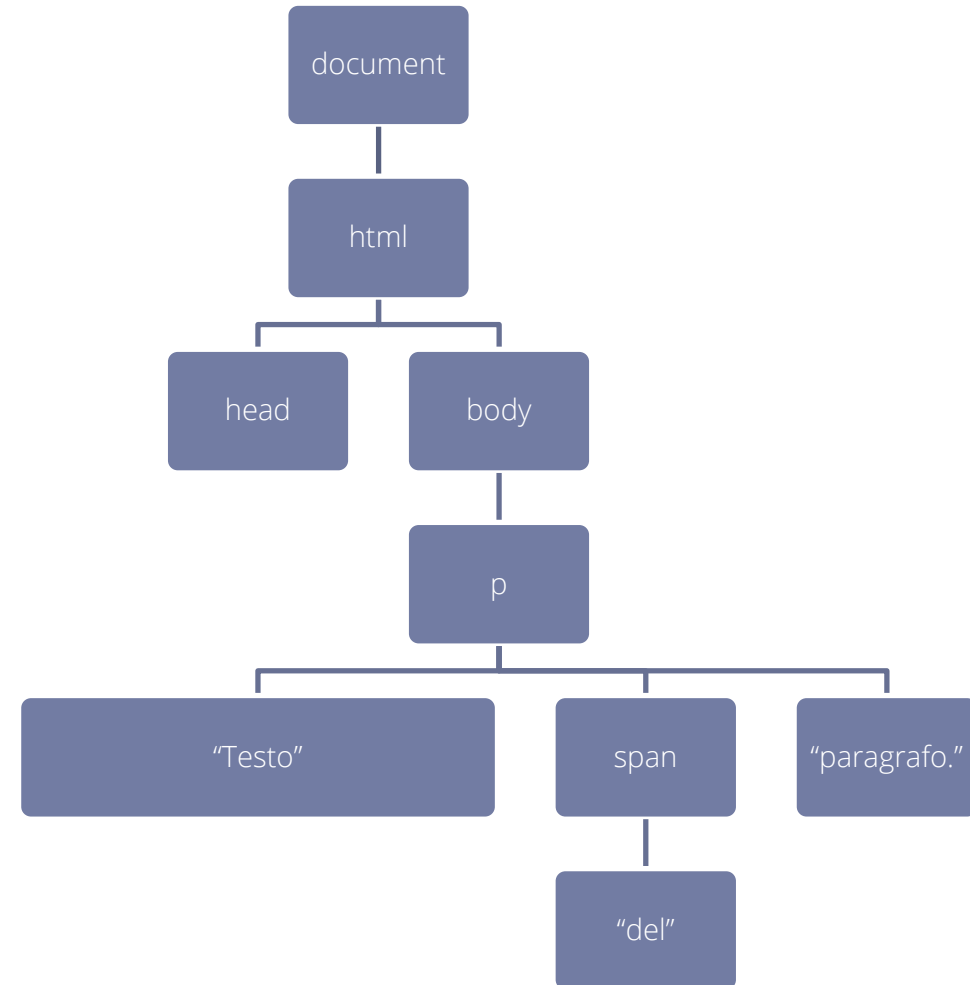 document
html
head
body
p
“Testo”
span
“paragrafo.”
“del”